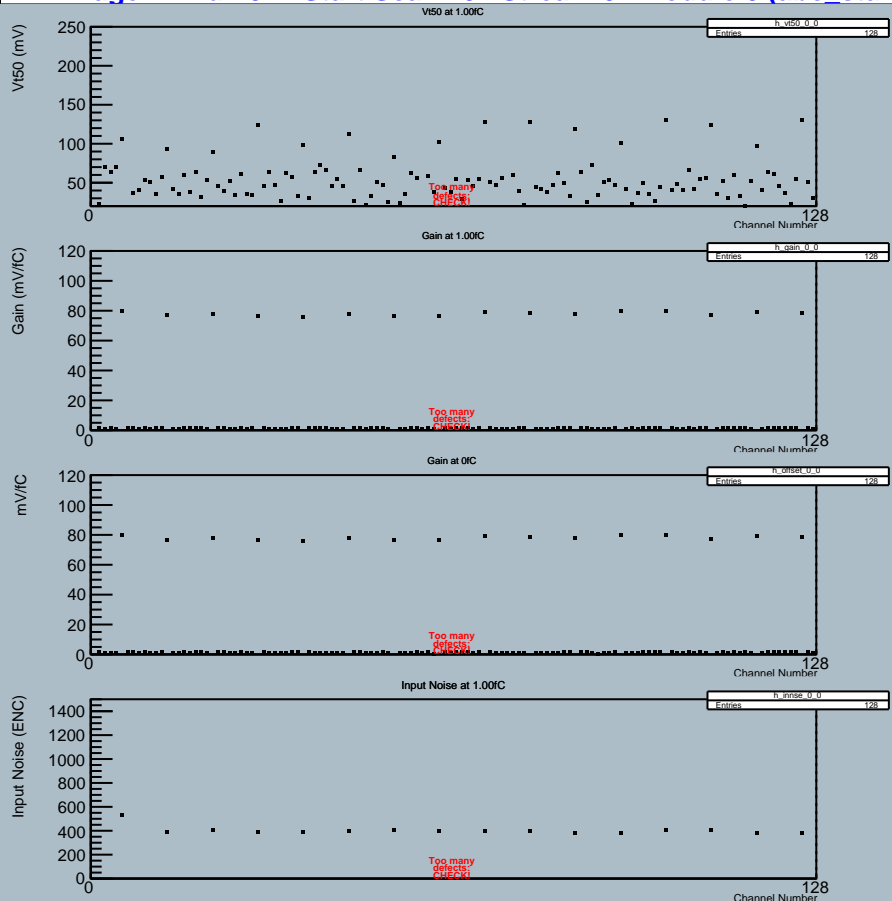 Vt50 at 1.00fC
h_vt50_0_0
Entries 128
Vt50 (mV)
250
200
150
100
50
Too many
defects:
CHECK!
0
128
Channel Number
Gain at 1.00fC
h_gain_0_0
Entries 128
Gain (mV/fC)
120
100
80
60
40
20
0
Too many
defects:
CHECK!
0
128
Channel Number
Gain at 0fC
h_offset_0_0
Entries 128
mV/fC
120
100
80
60
40
20
0
Too many
defects:
CHECK!
0
128
Channel Number
Input Noise at 1.00fC
h_innse_0_0
Entries 128
Input Noise (ENC)
1400
1200
1000
800
600
400
200
0
Too many
defects:
CHECK!
0
128
Channel Number